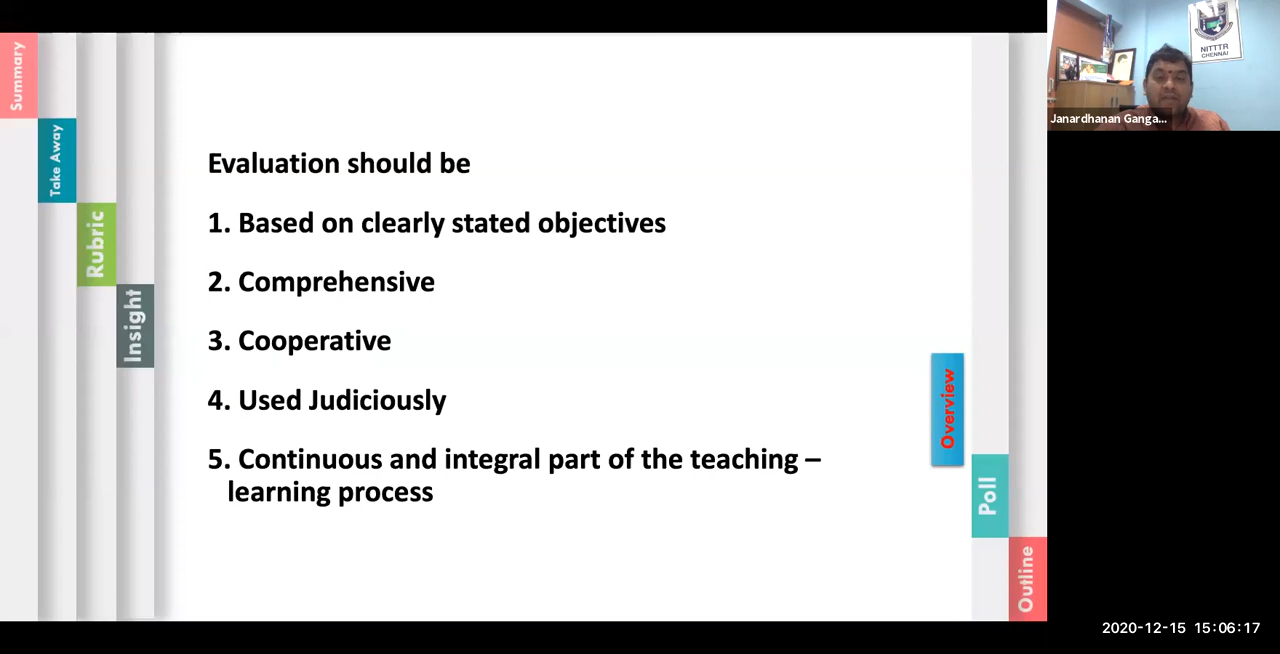 Summary
Take Away
Rubric
Insight
Evaluation should be
1. Based on clearly stated objectives
2. Comprehensive
3. Cooperative
4. Used Judiciously
5. Continuous and integral part of the teaching –
learning process
Overview
Poll
Outline
NITTTR
CHENNAI
Janardhanan Ganga...
2020-12-15 15:06:17